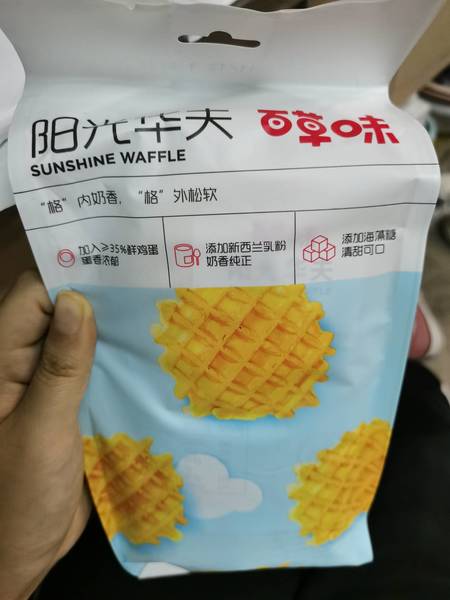 阳光华夫 百草味
SUNSHINE WAFFLE
“格”内奶香，“格”外松软
加入≥35%鲜鸡蛋
蛋香浓郁
添加新西兰乳粉
奶香纯正
添加海藻糖
清甜可口